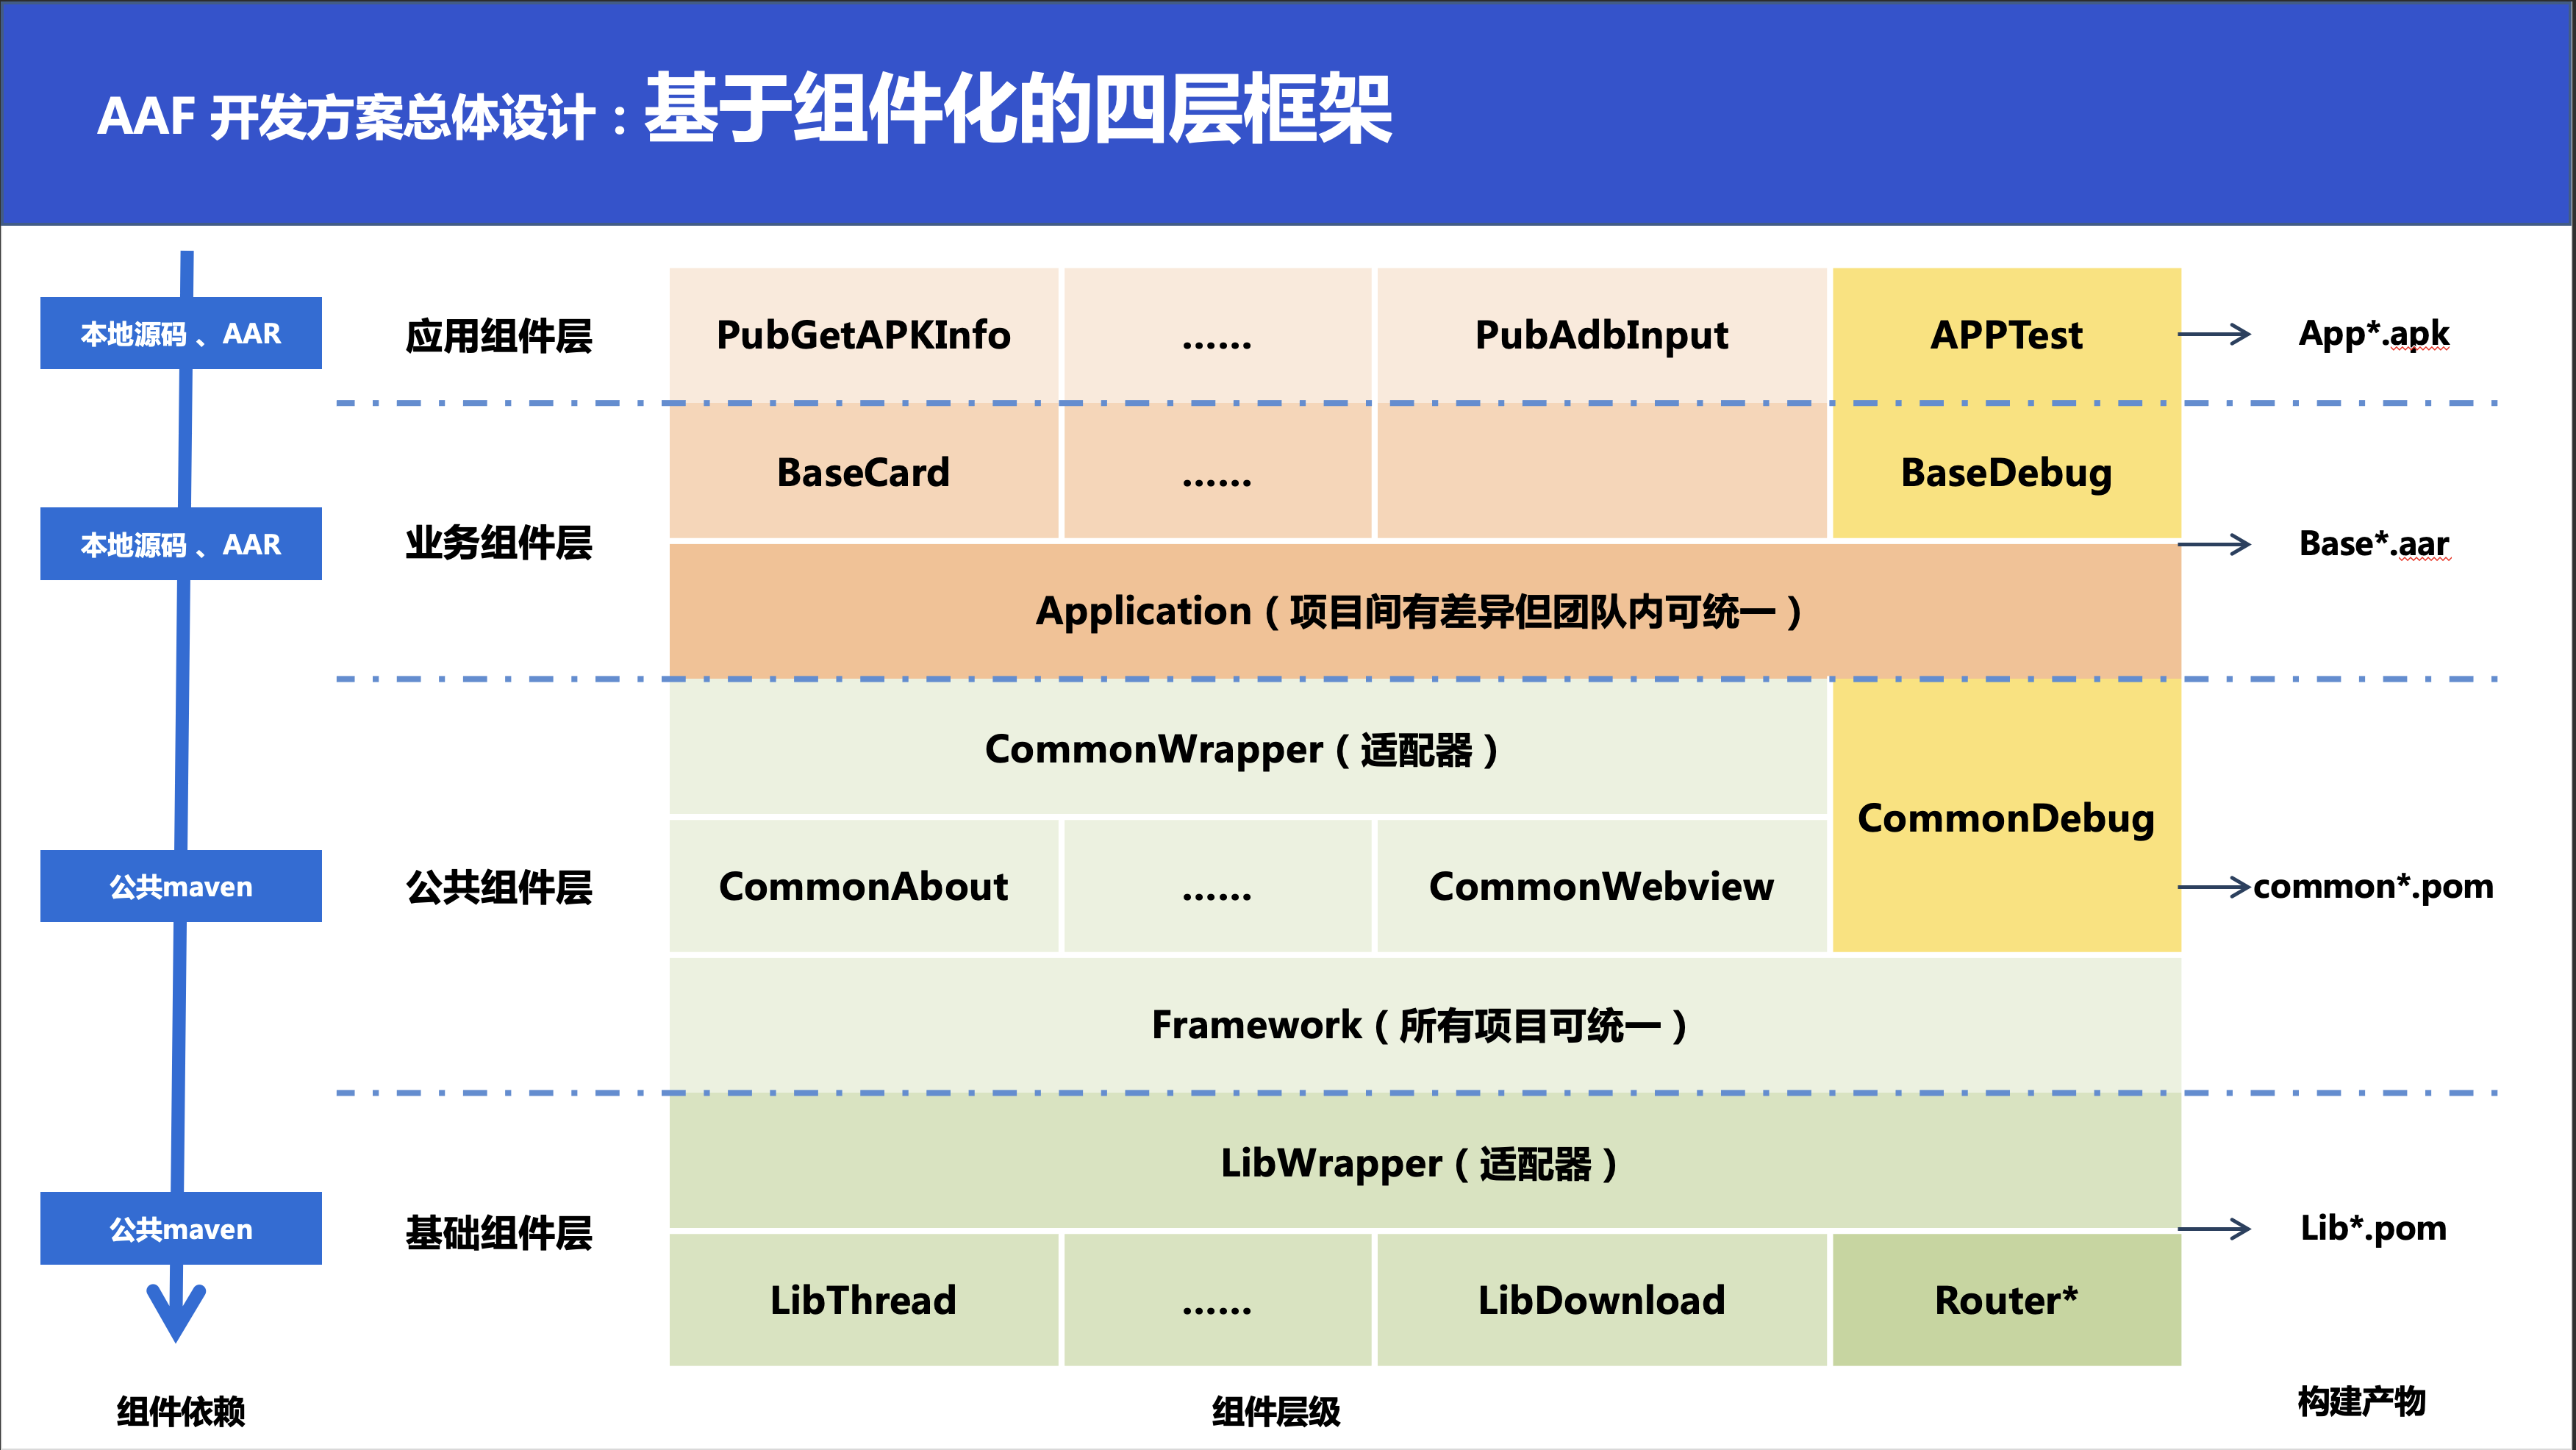 AAF 开发方案总体设计：基于组件化的四层框架
本地源码 、AAR
应用组件层
PubGetAPKInfo
......
PubAdbInput
APPTest
App*.apk
BaseCard
......
BaseDebug
本地源码 、AAR
业务组件层
Base*.aar
Application（项目间有差异但团队内可统一）
CommonWrapper（适配器）
CommonDebug
公共maven
公共组件层
CommonAbout
......
CommonWebview
common*.pom
Framework（所有项目可统一）
LibWrapper（适配器）
公共maven
基础组件层
Lib*.pom
LibThread
......
LibDownload
Router*
组件依赖
组件层级
构建产物